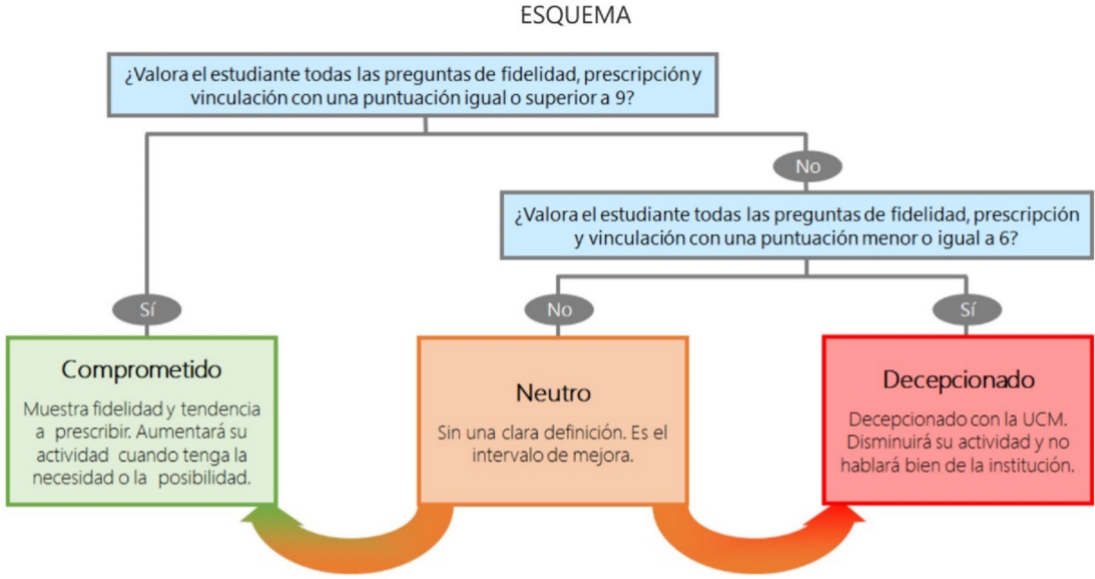 ESQUEMA
¿Valora el estudiante todas las preguntas de fidelidad, prescripción y
vinculación con una puntuación igual o superior a 9?
No
¿Valora el estudiante todas las preguntas de fidelidad, prescripción
y vinculación con una puntuación menor o igual a 6?
Sí
No
Sí
Comprometido
Muestra fidelidad y tendencia
a prescribir. Aumentará su
actividad cuando tenga la
necesidad o la posibilidad.
Neutro
Sin una clara definición. Es el
intervalo de mejora.
Decepcionado
Decepcionado con la UCM.
Disminuirá su actividad y no
hablará bien de la institución.